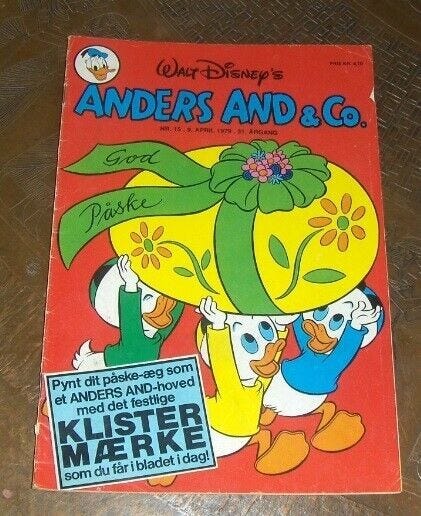 WALT DISNEY'S
ANDERS AND & Co.
NR. 15 . 9. APRIL 1979 . 31. ÅRGANG
God
Påske
Pynt dit påske-æg som
et ANDERS AND-hoved
med det festlige
KLISTER
MÆRKE
som du får i bladet i dag!